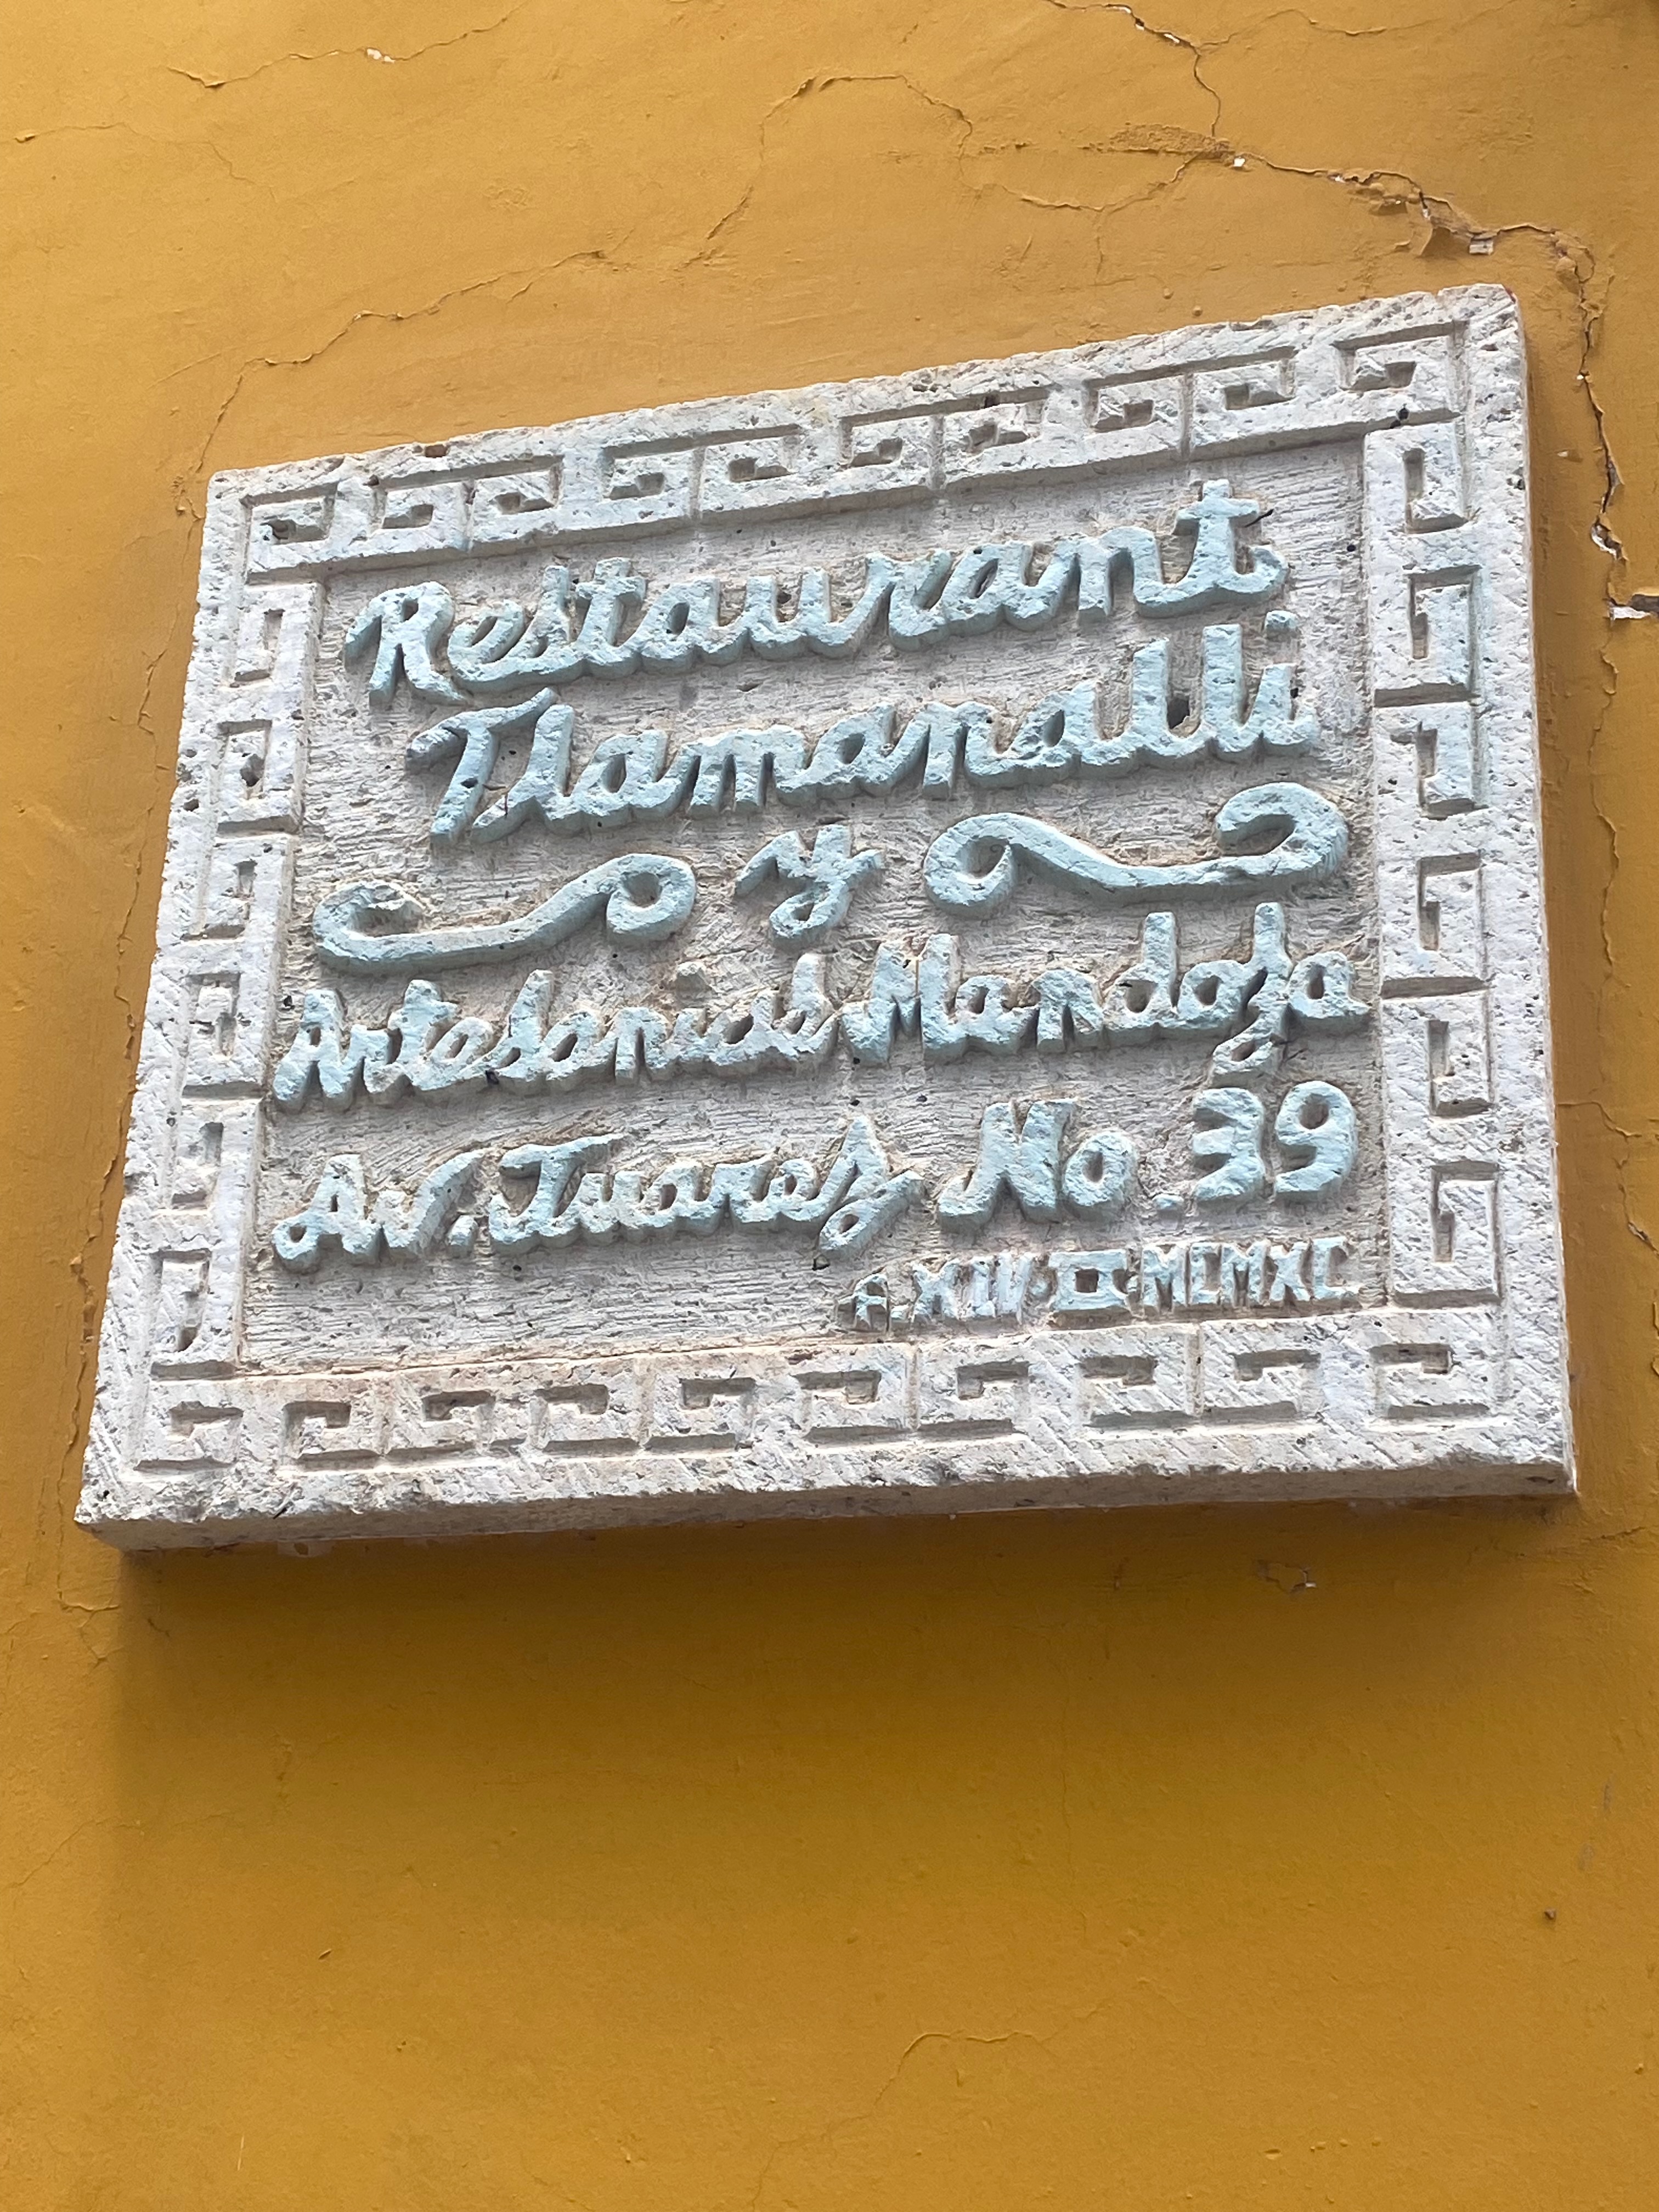 Restaurant
Tlamanalli
y
Artesanias Mendoza
Av. Juarez No. 39
A. XIV·II·MCMXC